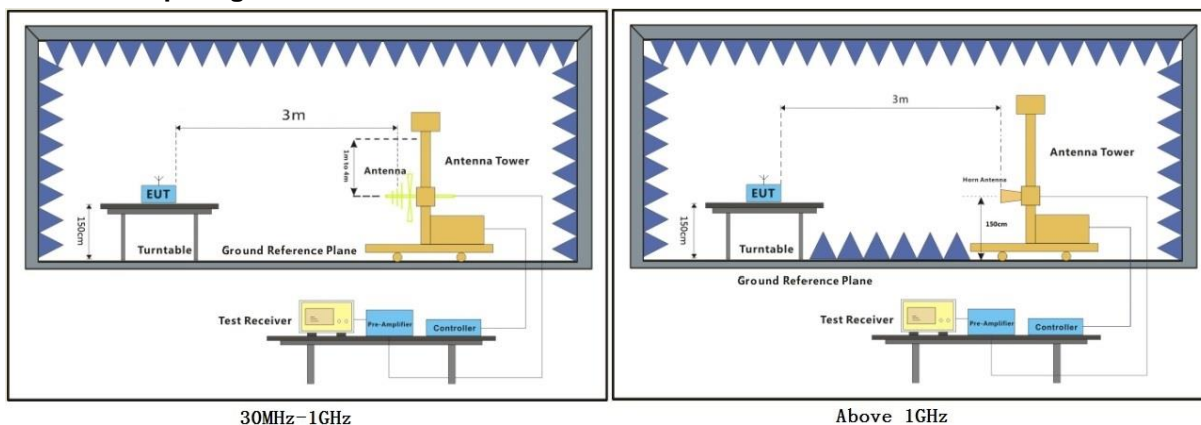 3m
1m to 4m
Antenna
Antenna Tower
EUT
150cm
Turntable
Ground Reference Plane
Test Receiver
Pre-Amplifier
Controller
30MHz-1GHz
3m
Antenna Tower
Horn Antenna
EUT
150cm
150cm
Turntable
Ground Reference Plane
Test Receiver
Pre-Amplifier
Controller
Above 1GHz